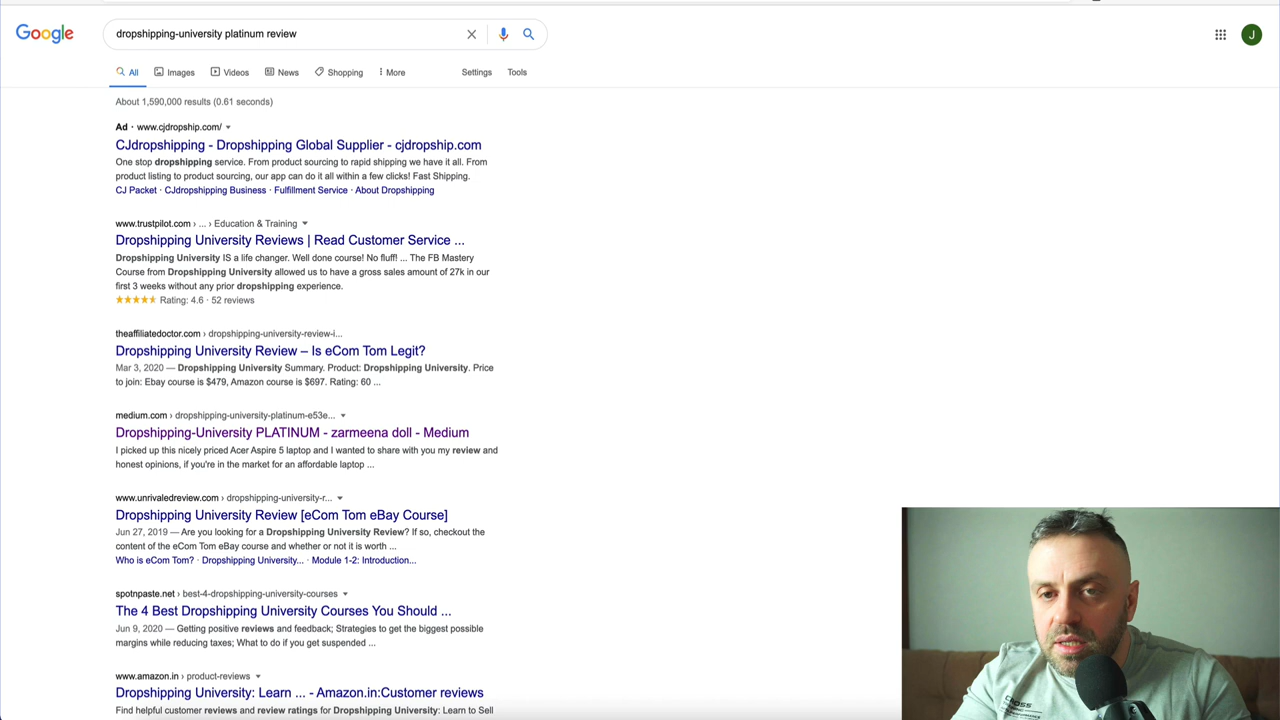 Google
dropshipping-university platinum review
J
All Images Videos News Shopping More Settings Tools
About 1,590,000 results (0.61 seconds)
Ad · www.cjdropship.com/
CJdropshipping - Dropshipping Global Supplier - cjdropship.com
One stop dropshipping service. From product sourcing to rapid shipping we have it all. From
product listing to product sourcing, our app can do it all within a few clicks! Fast Shipping.
CJ Packet · CJdropshipping Business · Fulfillment Service · About Dropshipping
www.trustpilot.com › ... › Education & Training
Dropshipping University Reviews | Read Customer Service ...
Dropshipping University IS a life changer. Well done course! No fluff! ... The FB Mastery
Course from Dropshipping University allowed us to have a gross sales amount of 27k in our
first 3 weeks without any prior dropshipping experience.
Rating: 4.6 · 52 reviews
theaffiliatedoctor.com › dropshipping-university-review-i...
Dropshipping University Review – Is eCom Tom Legit?
Mar 3, 2020 — Dropshipping University Summary. Product: Dropshipping University. Price
to join: Ebay course is $479, Amazon course is $697. Rating: 60 ...
medium.com › dropshipping-university-platinum-e53e...
Dropshipping-University PLATINUM - zarmeena doll - Medium
I picked up this nicely priced Acer Aspire 5 laptop and I wanted to share with you my review and
honest opinions, if you're in the market for an affordable laptop ...
www.unrivaledreview.com › dropshipping-university-r...
Dropshipping University Review [eCom Tom eBay Course]
Jun 27, 2019 — Are you looking for a Dropshipping University Review? If so, checkout the
content of the eCom Tom eBay course and whether or not it is worth ...
Who is eCom Tom? · Dropshipping University... · Module 1-2: Introduction...
spotnpaste.net › best-4-dropshipping-university-courses
The 4 Best Dropshipping University Courses You Should ...
Jun 9, 2020 — Getting positive reviews and feedback; Strategies to get the biggest possible
margins while reducing taxes; What to do if you get suspended ...
www.amazon.in › product-reviews
Dropshipping University: Learn ... - Amazon.in:Customer reviews
Find helpful customer reviews and review ratings for Dropshipping University: Learn to Sell